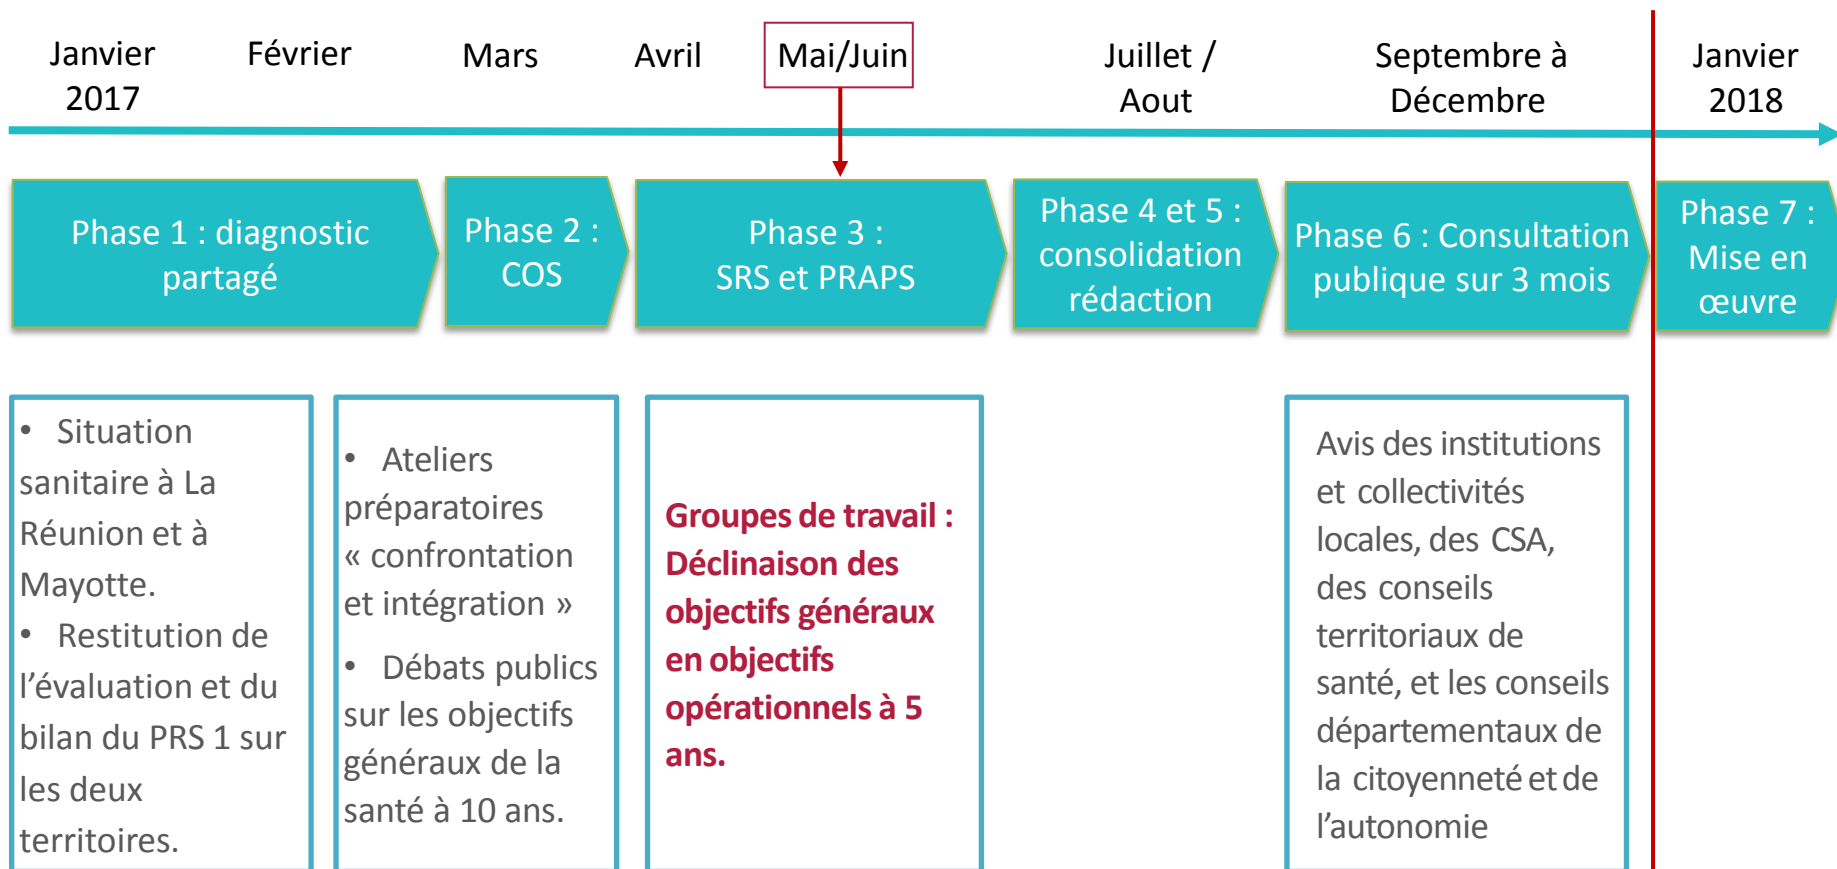 Janvier
2017
Février
Mars
Avril
Mai/Juin
Juillet /
Aout
Septembre à
Décembre
Janvier
2018
Phase 1 : diagnostic
partagé
Phase 2 :
COS
Phase 3 :
SRS et PRAPS
Phase 4 et 5 :
consolidation
rédaction
Phase 6 : Consultation
publique sur 3 mois
Phase 7 :
Mise en
œuvre
• Situation
sanitaire à La
Réunion et à
Mayotte.
• Restitution de
l’évaluation et du
bilan du PRS 1 sur
les deux
territoires.
• Ateliers
préparatoires
« confrontation
et intégration »
• Débats publics
sur les objectifs
généraux de la
santé à 10 ans.
Groupes de travail :
Déclinaison des
objectifs généraux
en objectifs
opérationnels à 5
ans.
Avis des institutions
et collectivités
locales, des CSA,
des conseils
territoriaux de
santé, et les conseils
départementaux de
la citoyenneté et de
l’autonomie